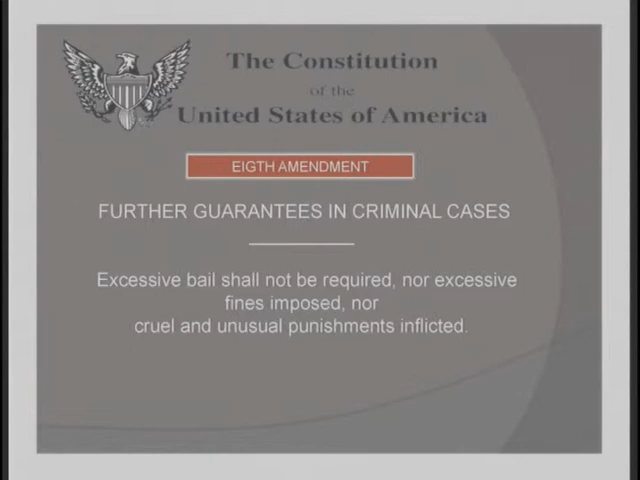 The Constitution
of the
United States of America
EIGTH AMENDMENT
FURTHER GUARANTEES IN CRIMINAL CASES
Excessive bail shall not be required, nor excessive
fines imposed, nor
cruel and unusual punishments inflicted.